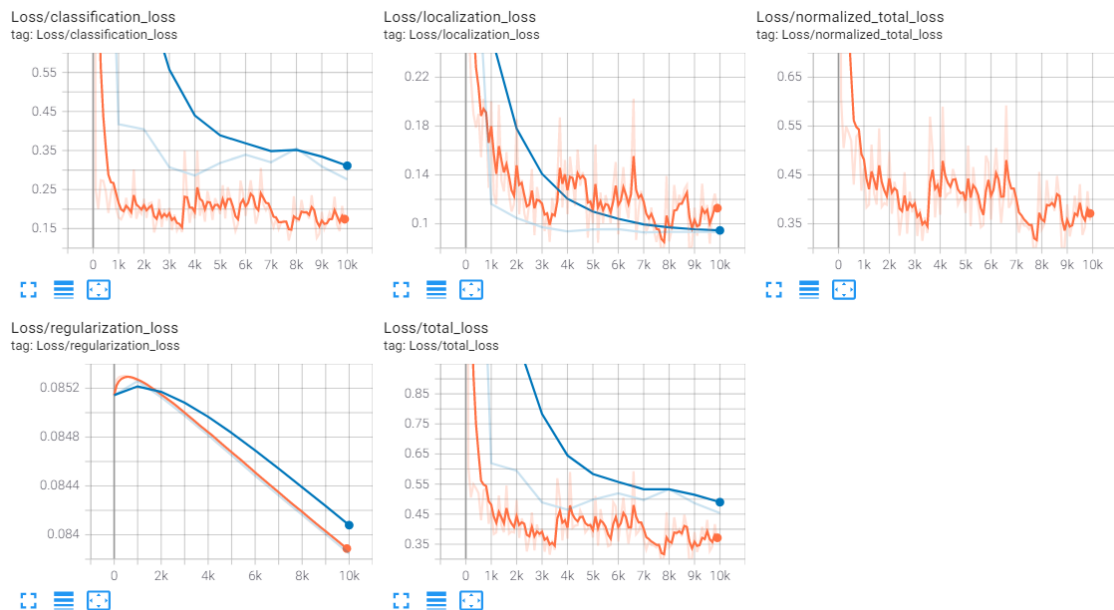 Loss/classification_loss
tag: Loss/classification_loss
0.55
0.45
0.35
0.25
0.15
0 1k 2k 3k 4k 5k 6k 7k 8k 9k 10k
Loss/localization_loss
tag: Loss/localization_loss
0.22
0.18
0.14
0.1
0 1k 2k 3k 4k 5k 6k 7k 8k 9k 10k
Loss/normalized_total_loss
tag: Loss/normalized_total_loss
0.65
0.55
0.45
0.35
0 1k 2k 3k 4k 5k 6k 7k 8k 9k 10k
Loss/regularization_loss
tag: Loss/regularization_loss
0.0852
0.0848
0.0844
0.084
0 2k 4k 6k 8k 10k
Loss/total_loss
tag: Loss/total_loss
0.85
0.75
0.65
0.55
0.45
0.35
0 1k 2k 3k 4k 5k 6k 7k 8k 9k 10k